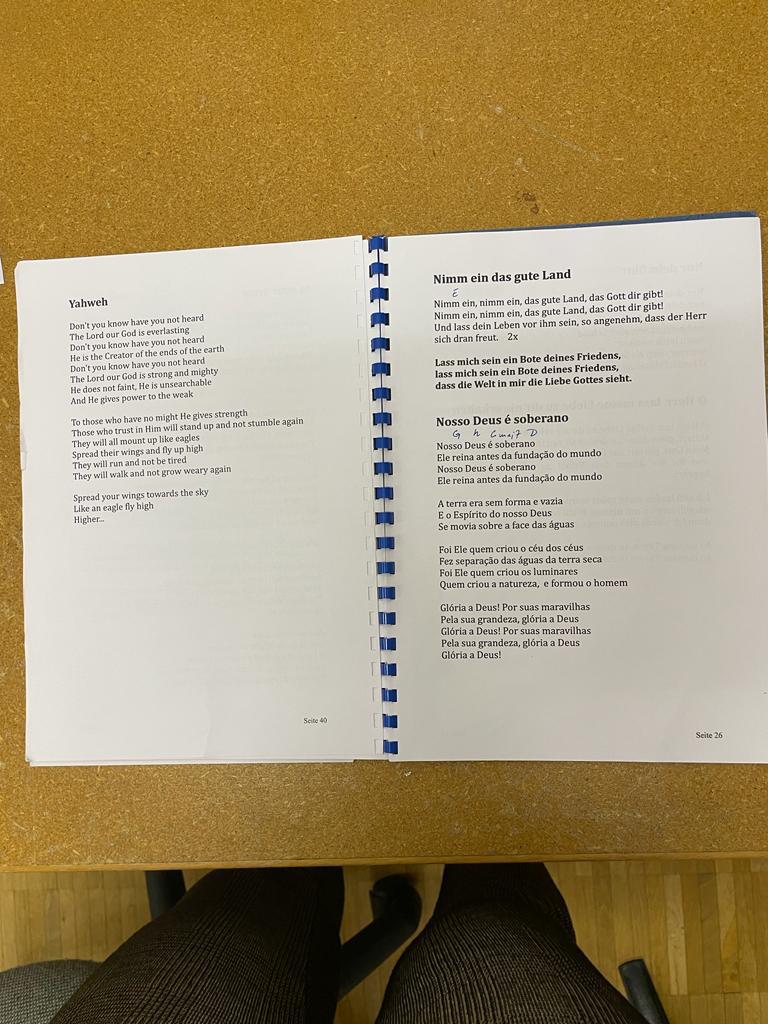 Yahweh
Don't you know have you not heard
The Lord our God is everlasting
Don't you know have you not heard
He is the Creator of the ends of the earth
Don't you know have you not heard
The Lord our God is strong and mighty
He does not faint, He is unsearchable
And He gives power to the weak
To those who have no might He gives strength
Those who trust in Him will stand up and not stumble again
They will all mount up like eagles
Spread their wings and fly up high
They will run and not be tired
They will walk and not grow weary again
Spread your wings towards the sky
Like an eagle fly high
Higher...
Seite 40
Nimm ein das gute Land
E
Nimm ein, nimm ein, das gute Land, das Gott dir gibt!
Nimm ein, nimm ein, das gute Land, das Gott dir gibt!
Und lass dein Leben vor ihm sein, so angenehm, dass der Herr
sich dran freut. 2x
Lass mich sein ein Bote deines Friedens,
lass mich sein ein Bote deines Friedens,
dass die Welt in mir die Liebe Gottes sieht.
Nosso Deus é soberano
G h Cmaj7 D
Nosso Deus é soberano
Ele reina antes da fundação do mundo
Nosso Deus é soberano
Ele reina antes da fundação do mundo
A terra era sem forma e vazia
E o Espírito do nosso Deus
Se movia sobre a face das águas
Foi Ele quem criou o céu dos céus
Fez separação das águas da terra seca
Foi Ele quem criou os luminares
Quem criou a natureza, e formou o homem
Glória a Deus! Por suas maravilhas
Pela sua grandeza, glória a Deus
Glória a Deus! Por suas maravilhas
Pela sua grandeza, glória a Deus
Glória a Deus!
Seite 26